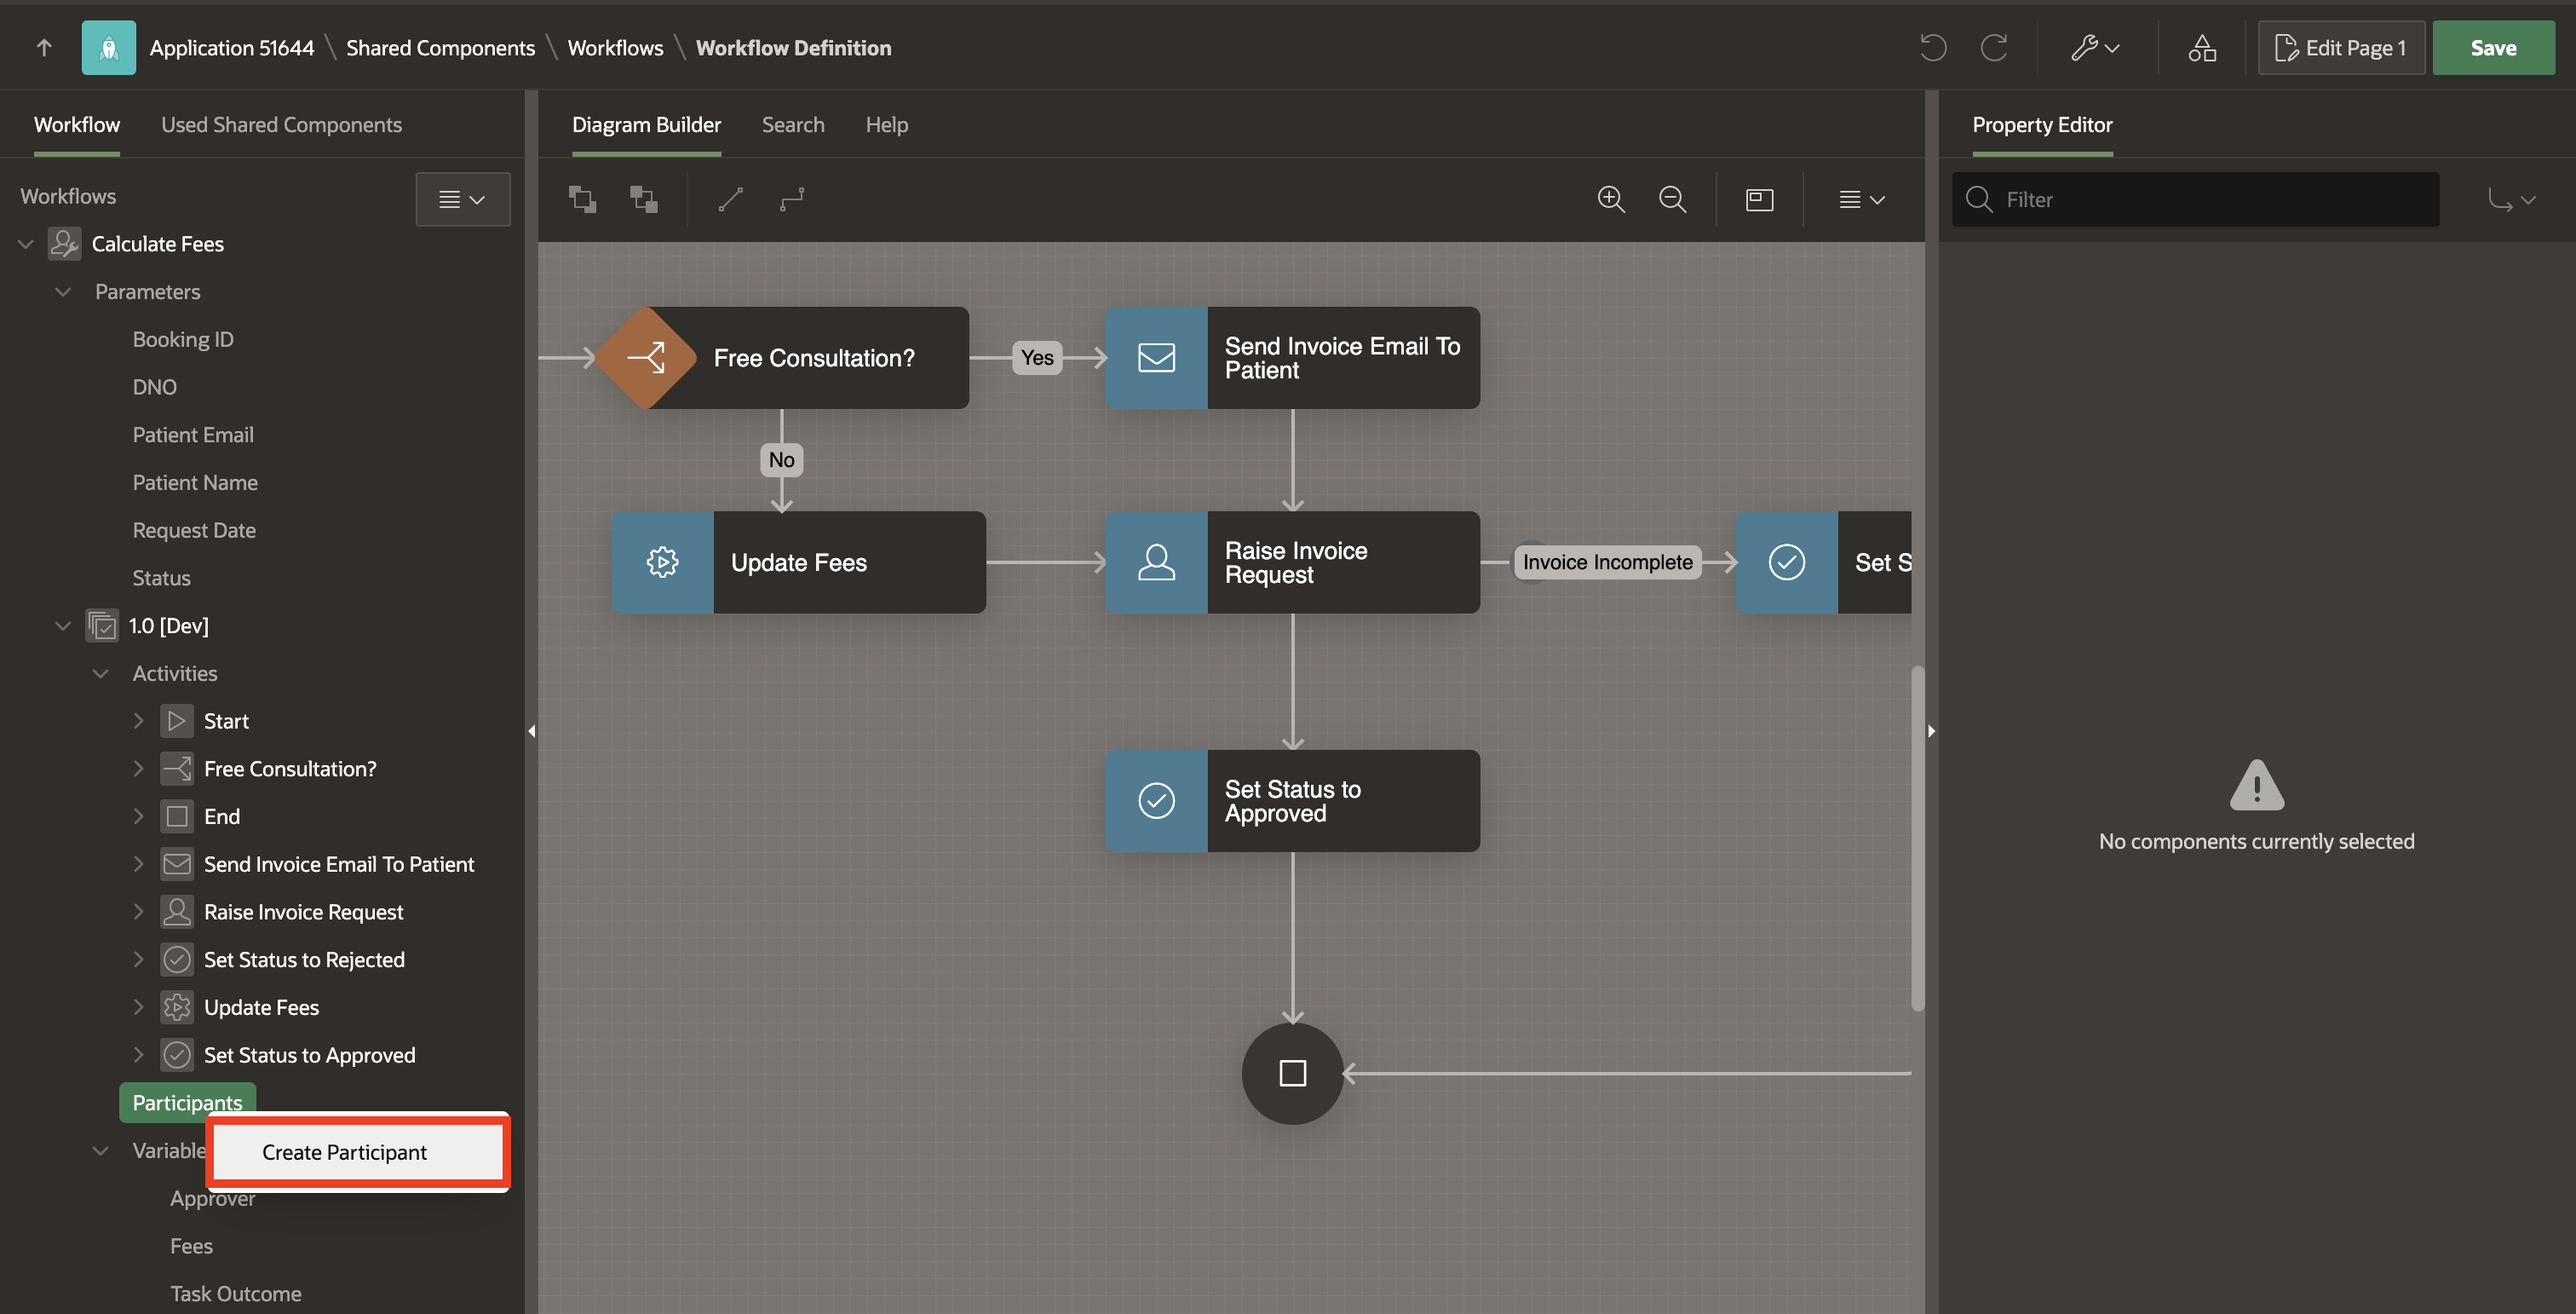 Application 51644 \ Shared Components \ Workflows \ Workflow Definition
Edit Page 1
Save
Workflow
Used Shared Components
Workflows
Calculate Fees
Parameters
Booking ID
DNO
Patient Email
Patient Name
Request Date
Status
1.0 [Dev]
Activities
Start
Free Consultation?
End
Send Invoice Email To Patient
Raise Invoice Request
Set Status to Rejected
Update Fees
Set Status to Approved
Participants
Create Participant
Variable
Approver
Fees
Task Outcome
Diagram Builder
Search
Help
Free Consultation?
Yes
Send Invoice Email To
Patient
No
Update Fees
Raise Invoice
Request
Invoice Incomplete
Set S
Set Status to
Approved
Property Editor
Filter
No components currently selected